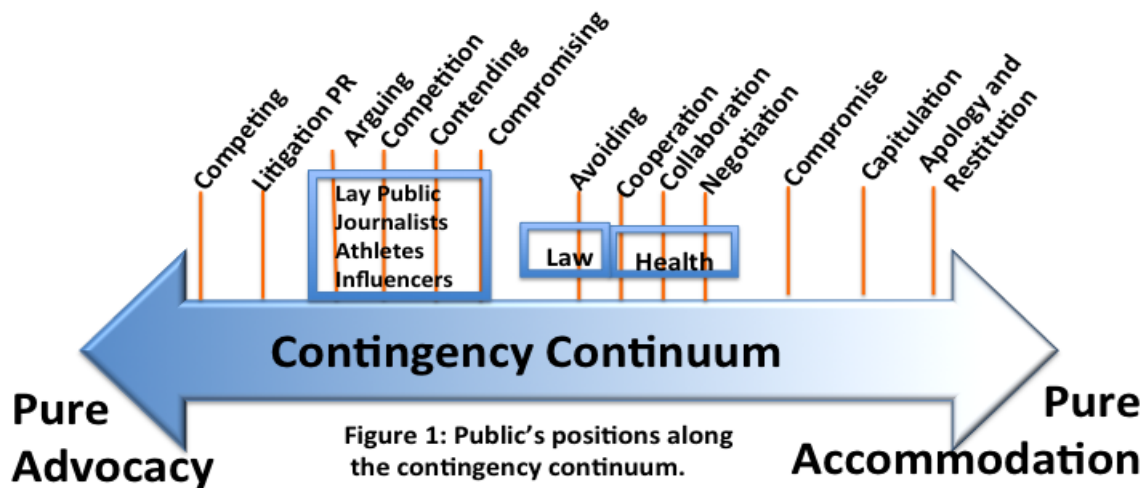 Competing
Litigation PR
Arguing
Competition
Contending
Compromising
Avoiding
Cooperation
Collaboration
Negotiation
Compromise
Capitulation
Apology and
Restitution
Lay Public
Journalists
Athletes
Influencers
Law
Health
Contingency Continuum
Pure
Advocacy
Pure
Accommodation
Figure 1: Public's positions along
the contingency continuum.